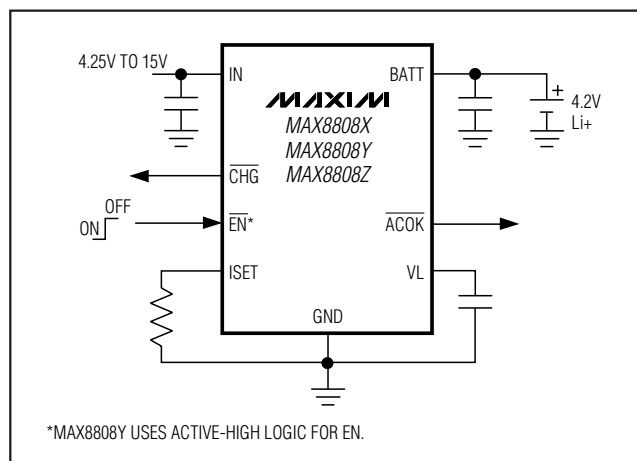 4.25V TO 15V
IN
BATT
MAXIM
MAX8808X
MAX8808Y
MAX8808Z
+
4.2V
Li+
CHG
OFF
ON
EN*
ACOK
ISET
VL
GND
*MAX8808Y USES ACTIVE-HIGH LOGIC FOR EN.